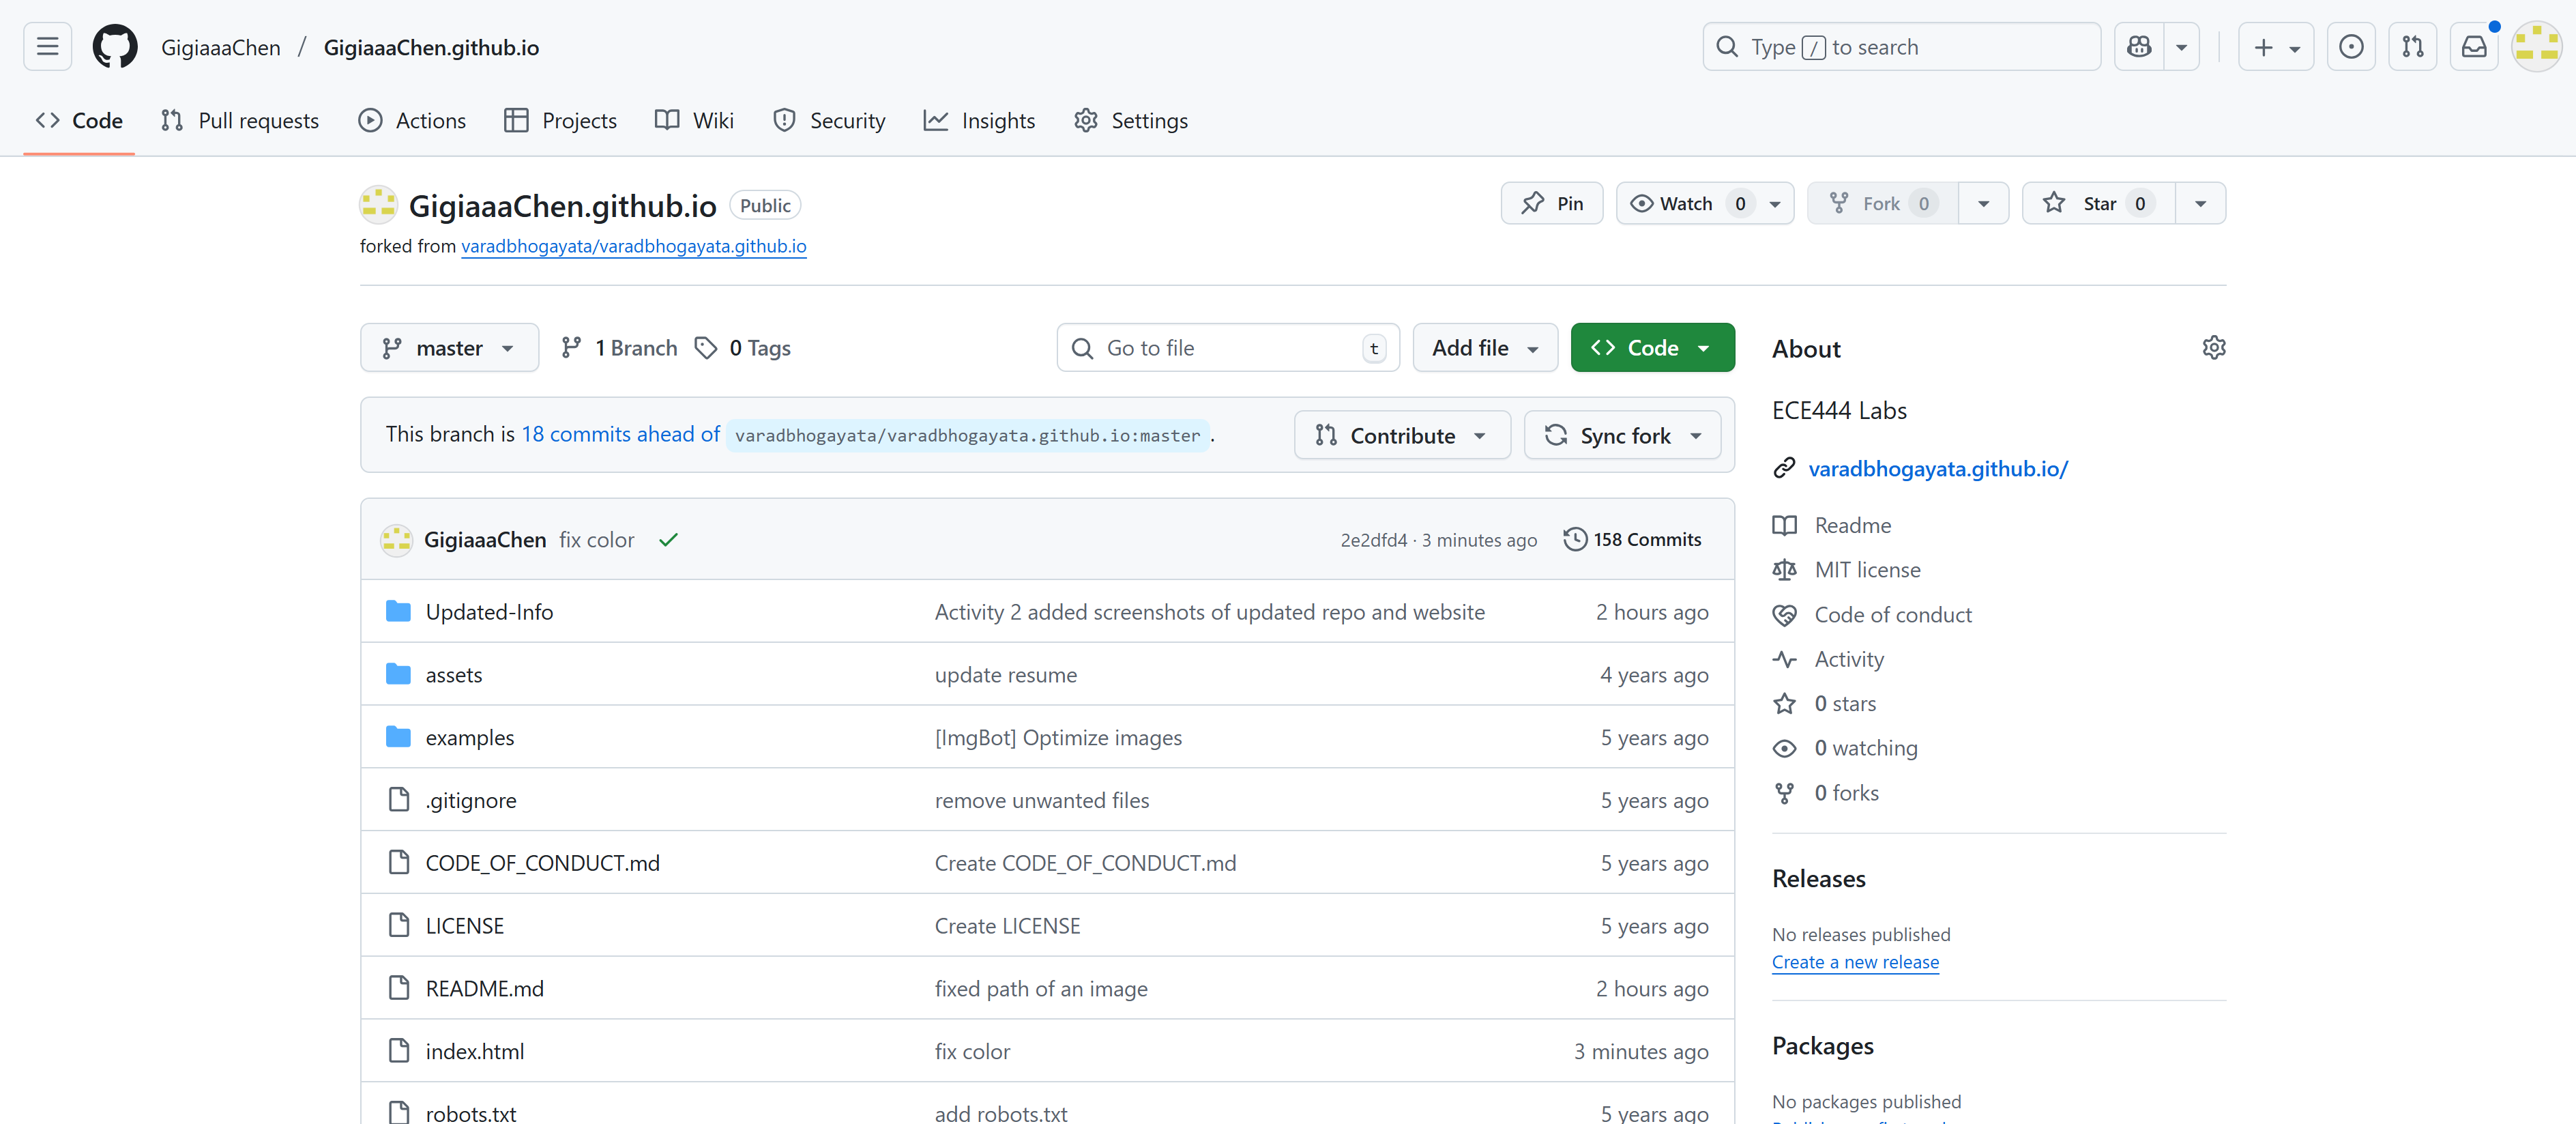 GigiaaaChen / GigiaaaChen.github.io
Type / to search
Code Pull requests Actions Projects Wiki Security Insights Settings
GigiaaaChen.github.io Public
Pin Watch 0 Fork 0 Star 0
forked from varadbhogayata/varadbhogayata.github.io
master 1 Branch 0 Tags
Go to file t Add file Code
This branch is 18 commits ahead of varadbhogayata/varadbhogayata.github.io:master .
Contribute Sync fork
GigiaaaChen fix color 2e2dfd4 · 3 minutes ago 158 Commits
Updated-Info Activity 2 added screenshots of updated repo and website 2 hours ago
assets update resume 4 years ago
examples [ImgBot] Optimize images 5 years ago
.gitignore remove unwanted files 5 years ago
CODE_OF_CONDUCT.md Create CODE_OF_CONDUCT.md 5 years ago
LICENSE Create LICENSE 5 years ago
README.md fixed path of an image 2 hours ago
index.html fix color 3 minutes ago
robots.txt add robots.txt 5 years ago
About
ECE444 Labs
varadbhogayata.github.io/
Readme
MIT license
Code of conduct
Activity
0 stars
0 watching
0 forks
Releases
No releases published
Create a new release
Packages
No packages published